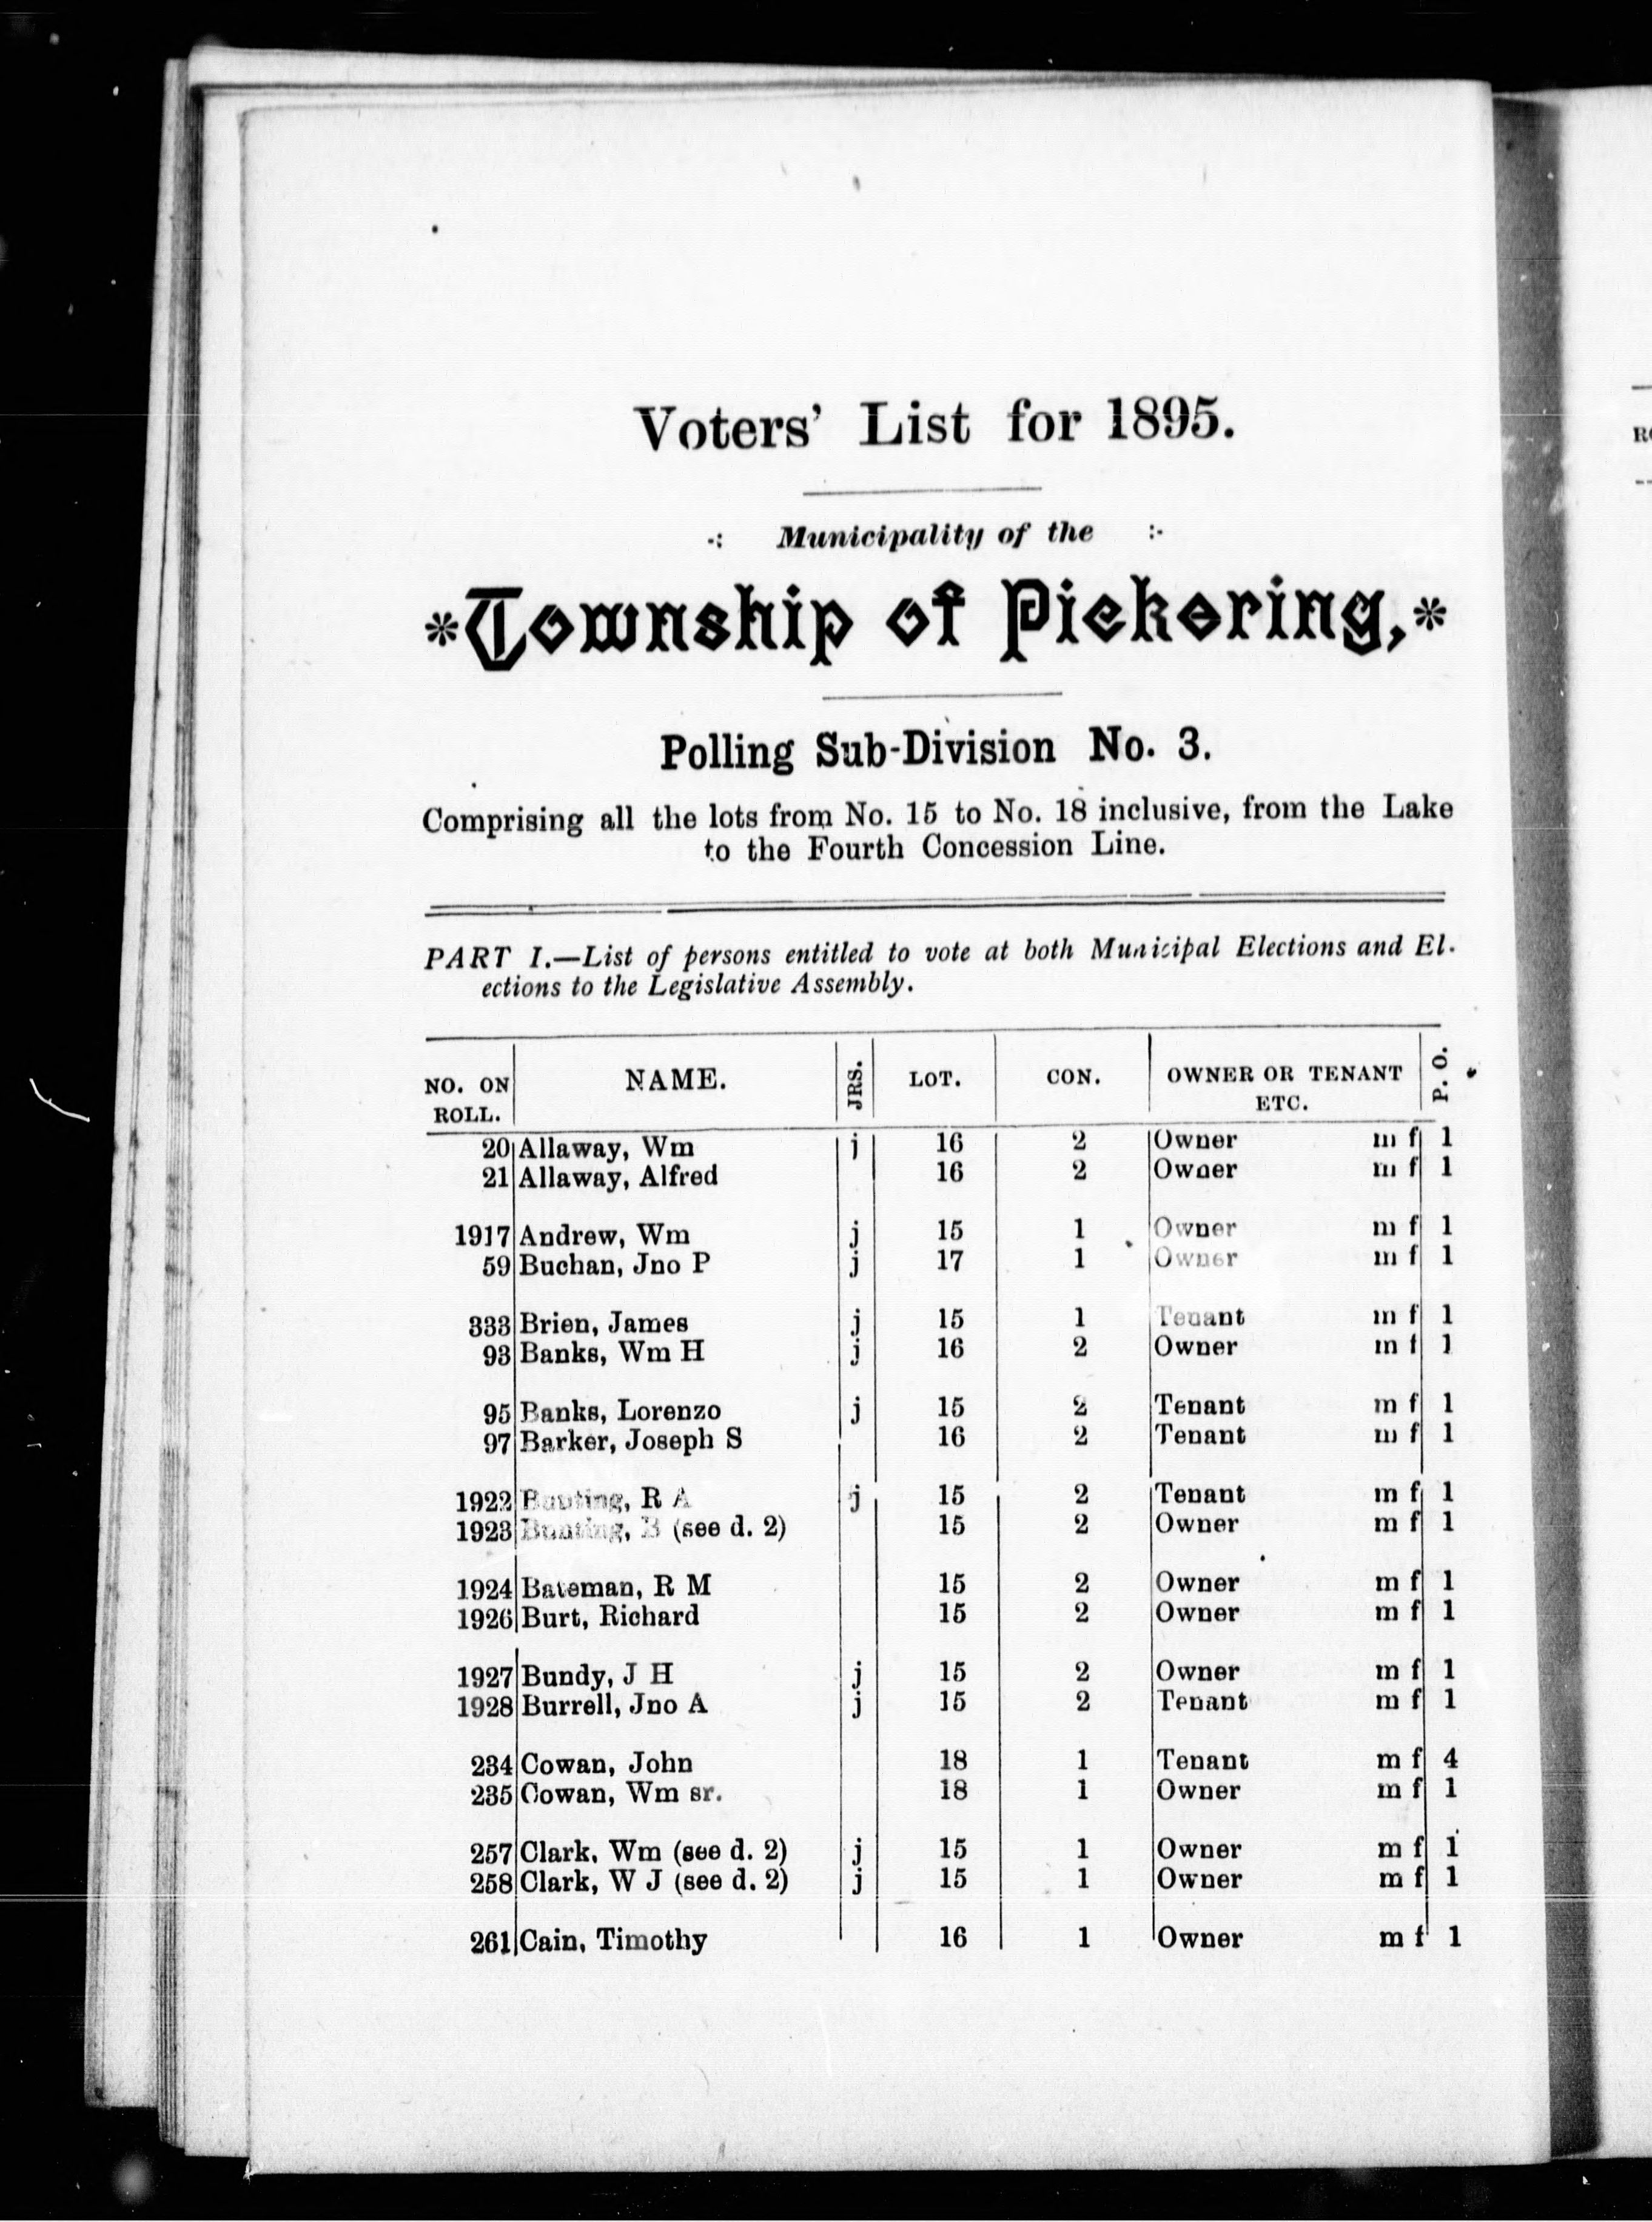 Voters' List for 1895.
-: Municipality of the :-
*Township of Pickering,*
Polling Sub-Division No. 3.
Comprising all the lots from No. 15 to No. 18 inclusive, from the Lake
to the Fourth Concession Line.
PART I.—List of persons entitled to vote at both Municipal Elections and El-
ections to the Legislative Assembly.
NO. ON ROLL. NAME. JRS. LOT. CON. OWNER OR TENANT ETC. P. O.
20 Allaway, Wm j 16 2 Owner m f 1
21 Allaway, Alfred 16 2 Owner m f 1
1917 Andrew, Wm j 15 1 Owner m f 1
59 Buchan, Jno P j 17 1 Owner m f 1
333 Brien, James j 15 1 Tenant m f 1
93 Banks, Wm H j 16 2 Owner m f 1
95 Banks, Lorenzo j 15 2 Tenant m f 1
97 Barker, Joseph S 16 2 Tenant m f 1
1922 R A j 15 2 Tenant m f 1
1923 Bunting, B (see d. 2) 15 2 Owner m f 1
1924 Bateman, R M 15 2 Owner m f 1
1926 Burt, Richard 15 2 Owner m f 1
1927 Bundy, J H j 15 2 Owner m f 1
1928 Burrell, Jno A j 15 2 Tenant m f 1
234 Cowan, John 18 1 Tenant m f 4
235 Cowan, Wm sr. 18 1 Owner m f 1
257 Clark, Wm (see d. 2) j 15 1 Owner m f 1
258 Clark, W J (see d. 2) j 15 1 Owner m f 1
261 Cain, Timothy 16 1 Owner m f 1